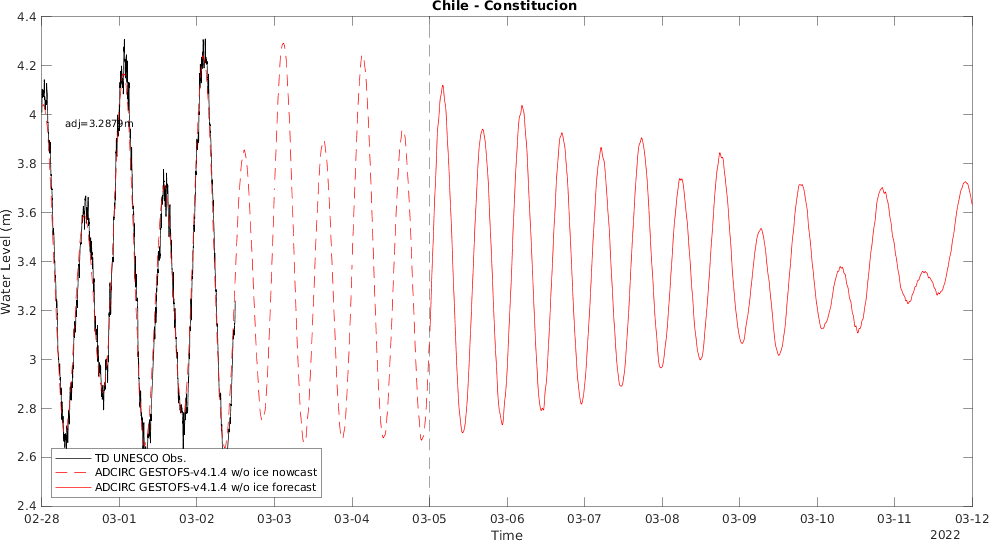 Chile - Constitucion
4.4
4.2
4
3.8
3.6
3.4
3.2
3
2.8
2.6
2.4
Water Level (m)
adj=3.2879m
TD UNESCO Obs.
ADCIRC GESTOFS-v4.1.4 w/o ice nowcast
ADCIRC GESTOFS-v4.1.4 w/o ice forecast
02-28 03-01 03-02 03-03 03-04 03-05 03-06 03-07 03-08 03-09 03-10 03-11 03-12
Time
2022